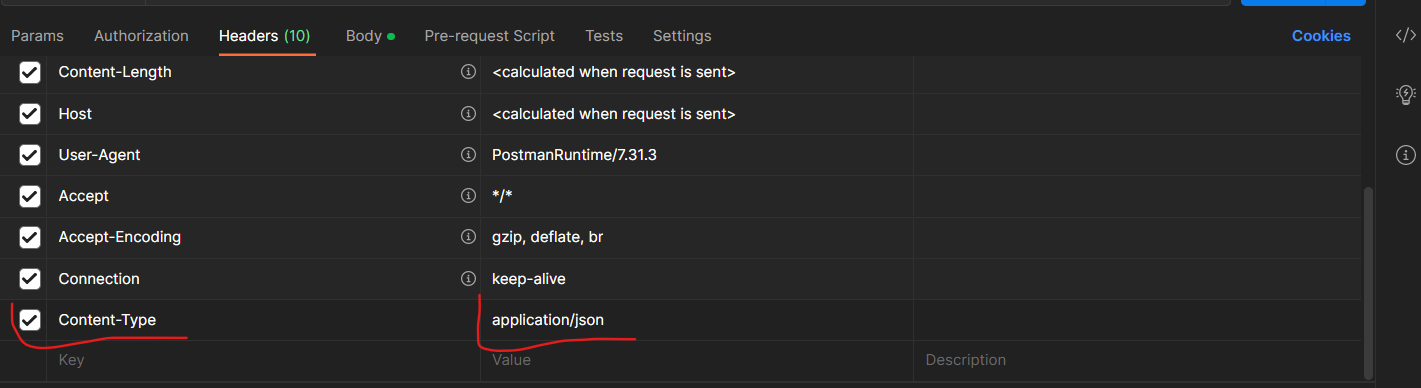 Params Authorization Headers (10) Body Pre-request Script Tests Settings Cookies
Content-Length <calculated when request is sent>
Host <calculated when request is sent>
User-Agent PostmanRuntime/7.31.3
Accept */*
Accept-Encoding gzip, deflate, br
Connection keep-alive
Content-Type application/json
Key Value Description